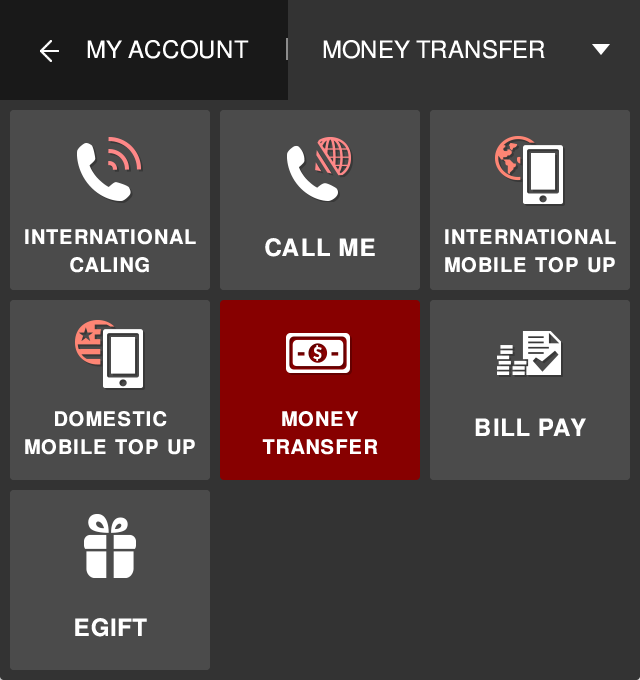 MY ACCOUNT
MONEY TRANSFER
INTERNATIONAL
CALING
CALL ME
INTERNATIONAL
MOBILE TOP UP
DOMESTIC
MOBILE TOP UP
MONEY
TRANSFER
BILL PAY
EGIFT